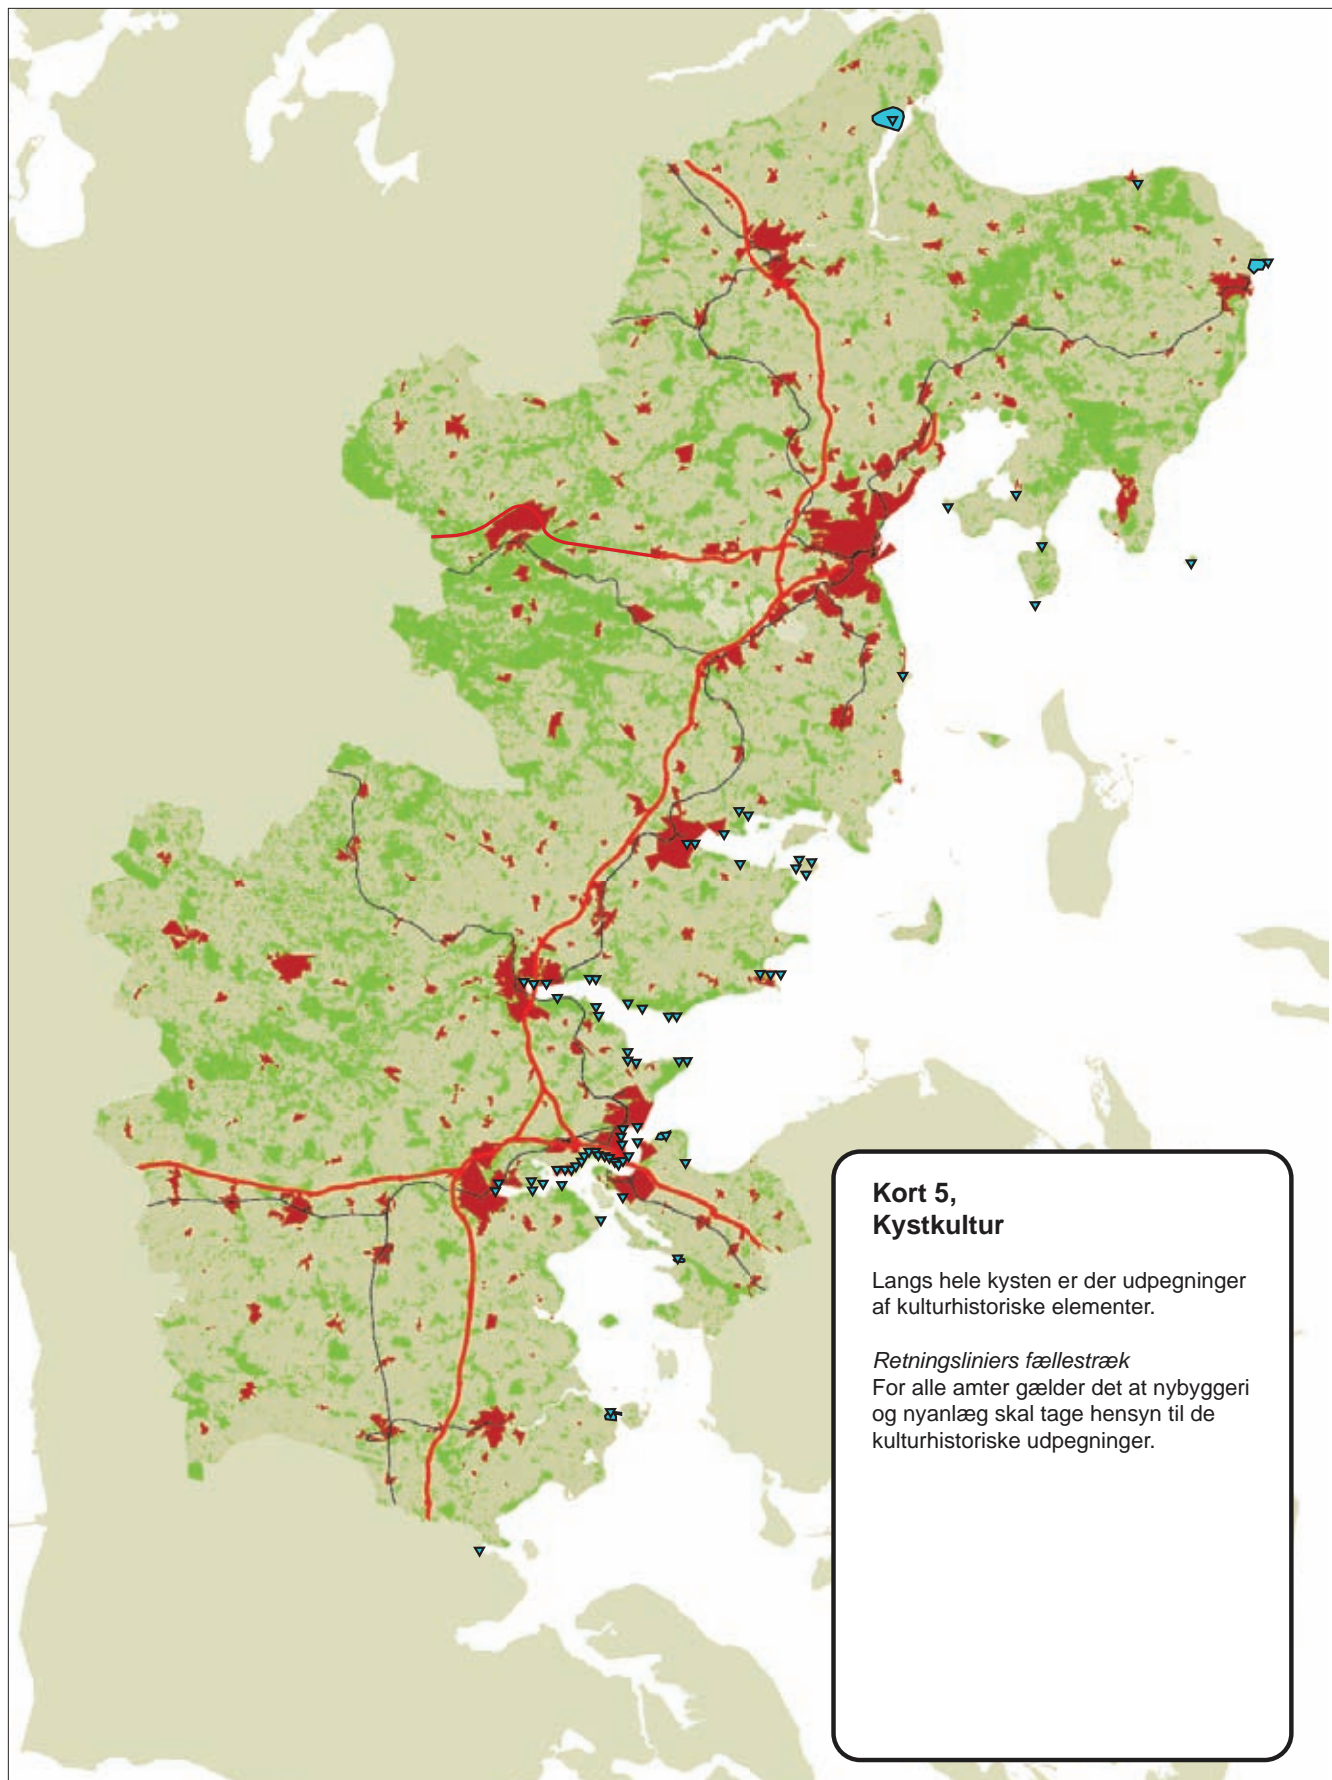 Kort 5,
Kystkultur
Langs hele kysten er der udpegninger
af kulturhistoriske elementer.
Retningsliniers fællestræk
For alle amter gælder det at nybyggeri
og nyanlæg skal tage hensyn til de
kulturhistoriske udpegninger.